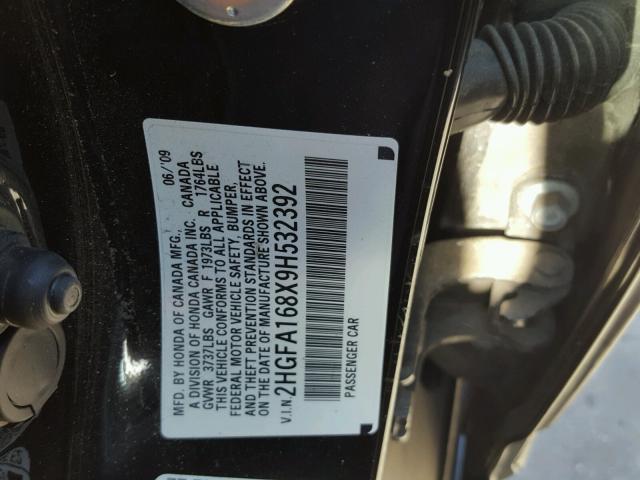 MFD. BY HONDA OF CANADA MFG., 06/'09
A DIVISION OF HONDA CANADA INC. CANADA
GVWR 3737LBS GAWR F 1973LBS R 1764LBS
THIS VEHICLE CONFORMS TO ALL APPLICABLE
FEDERAL MOTOR VEHICLE SAFETY, BUMPER,
AND THEFT PREVENTION STANDARDS IN EFFECT
ON THE DATE OF MANUFACTURE SHOWN ABOVE.
V.I.N. 2HGFA168X9H532392
PASSENGER CAR